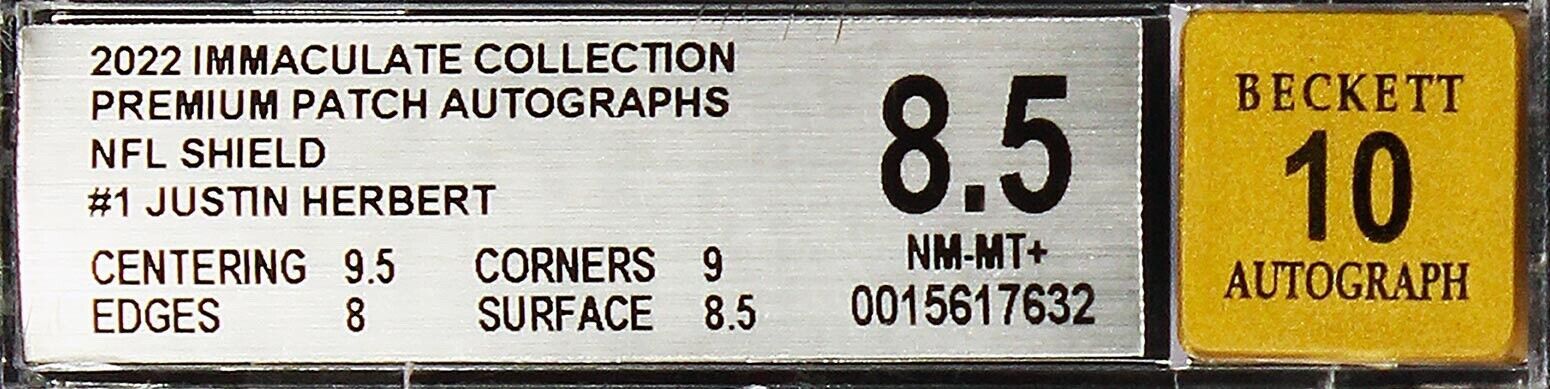 2022 IMMACULATE COLLECTION
PREMIUM PATCH AUTOGRAPHS
NFL SHIELD
#1 JUSTIN HERBERT
CENTERING 9.5 CORNERS 9
EDGES 8 SURFACE 8.5
8.5
NM-MT+
0015617632
BECKETT
10
AUTOGRAPH